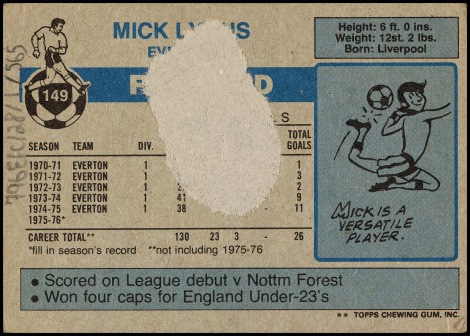 MICK
Height: 6 ft. 0 ins.
Weight: 12st. 2 lbs.
Born: Liverpool
149
SEASON TEAM DIV. TOTAL GOALS
1970-71 EVERTON 1 1
1971-72 EVERTON 1 3
1972-73 EVERTON 1 2
1973-74 EVERTON 1 41 9
1974-75 EVERTON 1 38 11
1975-76*
CAREER TOTAL** 130 23 3 - 26
*fill in season's record **not including 1975-76
MICK IS A
VERSATILE
PLAYER.
• Scored on League debut v Nottm Forest
• Won four caps for England Under-23's
** TOPPS CHEWING GUM, INC.